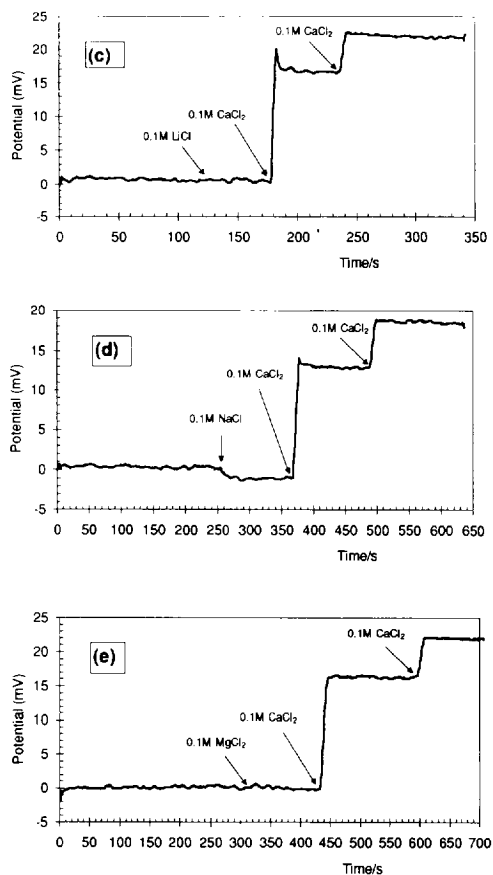 (c)
Potential (mV)
25
20
15
10
5
0
-5
0.1M LiCl
0.1M CaCl₂
0.1M CaCl₂
0 50 100 150 200 250 300 350
Time/s
(d)
Potential (mV)
20
15
10
5
0
-5
0.1M NaCl
0.1M CaCl₂
0.1M CaCl₂
0 50 100 150 200 250 300 350 400 450 500 550 600 650
Time/s
(e)
Potential (mV)
25
20
15
10
5
0
-5
0.1M MgCl₂
0.1M CaCl₂
0.1M CaCl₂
0 50 100 150 200 250 300 350 400 450 500 550 600 650 700
Time/s